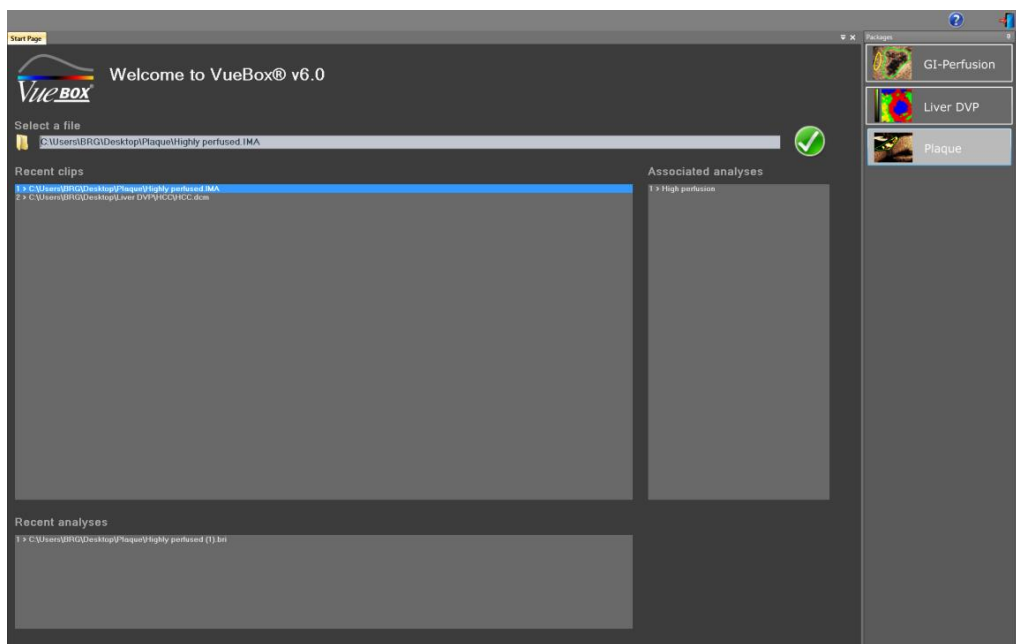 Start Page
Packages
VUE BOX
Welcome to VueBox® v6.0
Select a file
C:\Users\BRG\Desktop\Plaque\Highly perfused.IMA
Recent clips
1 > C:\Users\BRG\Desktop\Plaque\Highly perfused.IMA
2 > C:\Users\BRG\Desktop\Liver DVP\HCC\HCC.dcm
Associated analyses
1 > High perfusion
Recent analyses
1 > C:\Users\BRG\Desktop\Plaque\Highly perfused (1).bri
GI-Perfusion
Liver DVP
Plaque